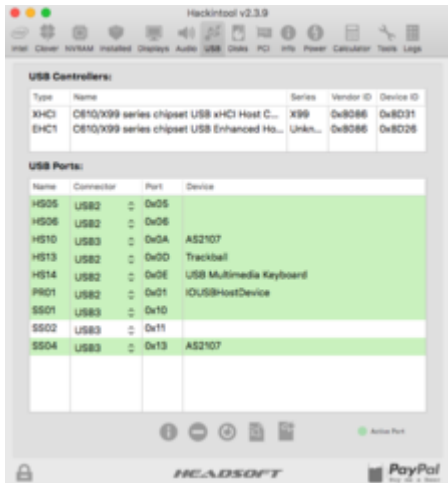 Hackintool v2.3.9
Intel Clover NVRAM Installed Displays Audio USB Disks PCI Info Power Calculator Tools Logs
USB Controllers:
Type Name Series Vendor ID Device ID
XHCI C610/X99 series chipset USB xHCI Host C... X99 0x8086 0x8D31
EHC1 C610/X99 series chipset USB Enhanced Ho... Unkn... 0x8086 0x8D26
USB Ports:
Name Connector Port Device
HS05 USB2 0x05
HS06 USB2 0x06
HS10 USB3 0x0A AS2107
HS13 USB2 0x0D Trackball
HS14 USB2 0x0E USB Multimedia Keyboard
PR01 USB2 0x01 IOUSBHostDevice
SS01 USB3 0x10
SS02 USB3 0x11
SS04 USB3 0x13 AS2107
Active Port
HEADSOFT
PayPal